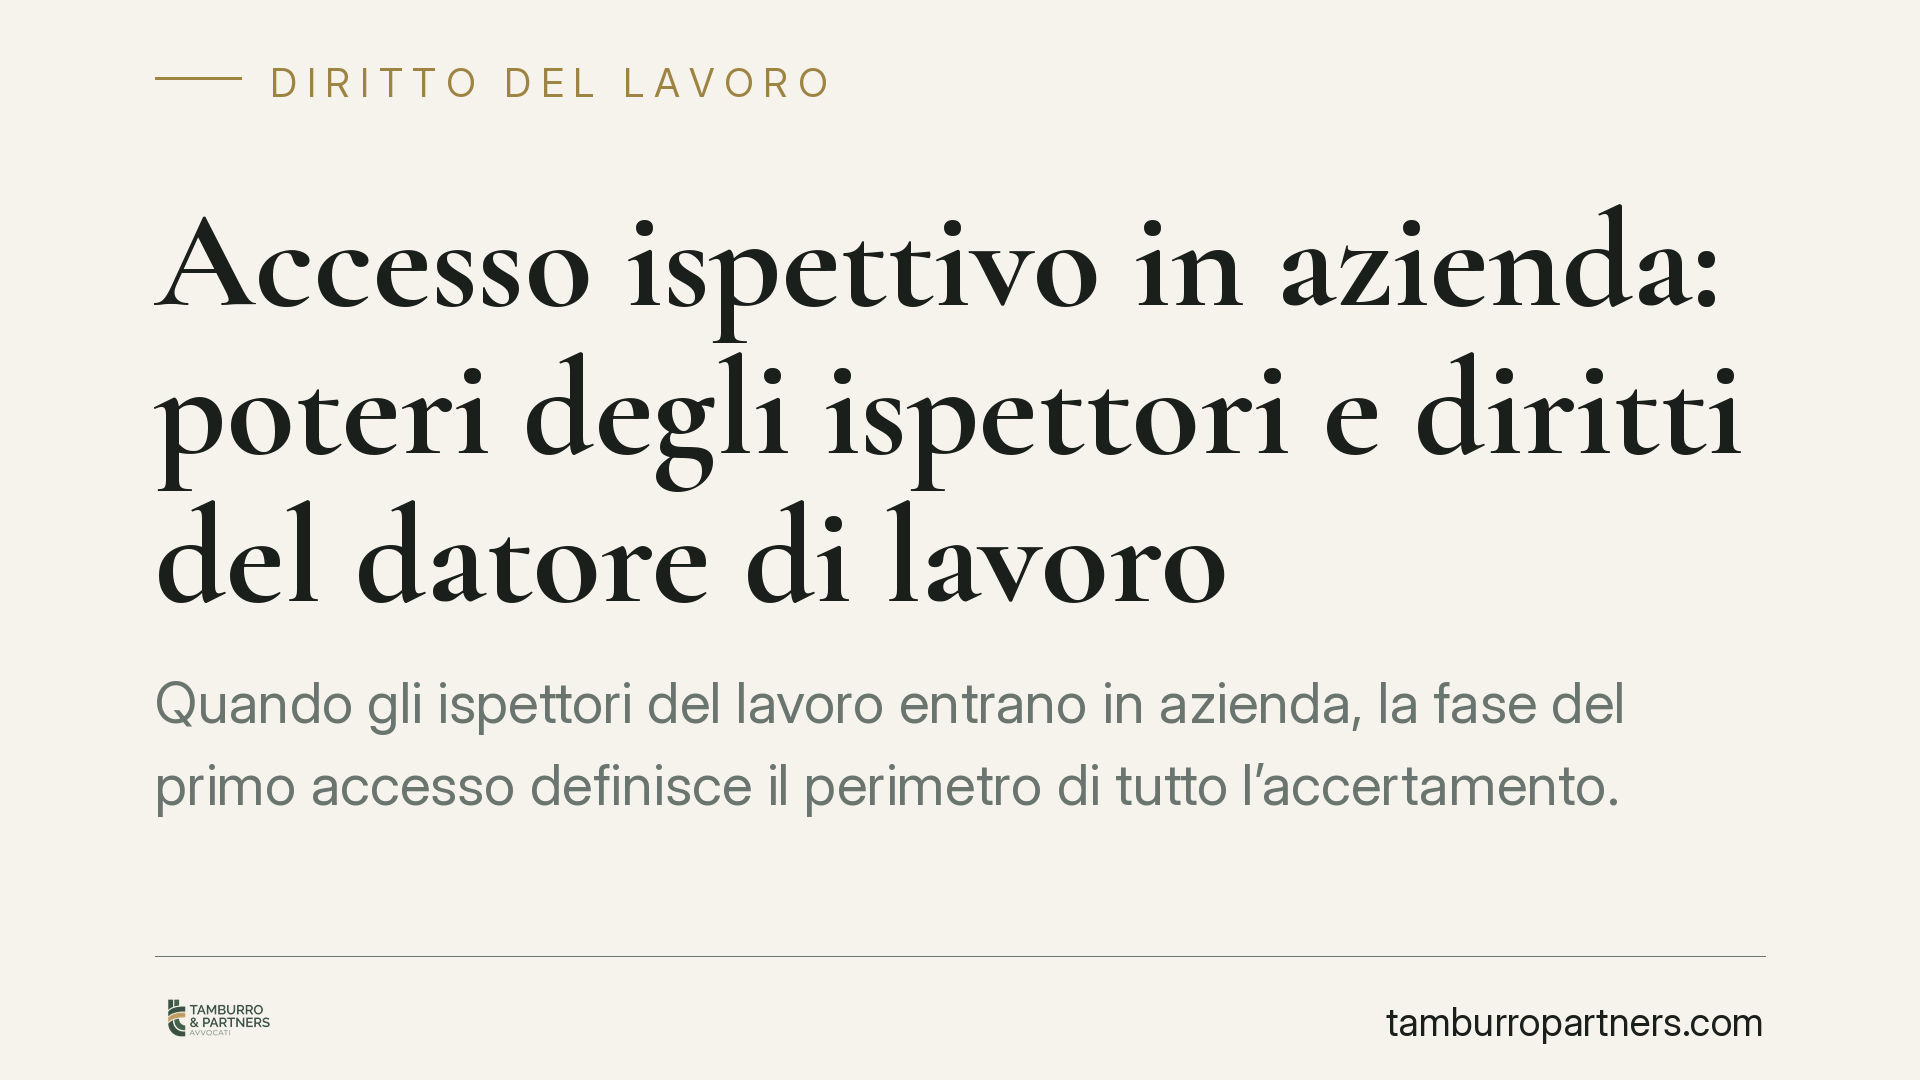 DIRITTO DEL LAVORO
Accesso ispettivo in azienda:
poteri degli ispettori e diritti
del datore di lavoro
Quando gli ispettori del lavoro entrano in azienda, la fase del
primo accesso definisce il perimetro di tutto l’accertamento.
TAMBURRO
& PARTNERS
AVVOCATI
tamburropartners.com